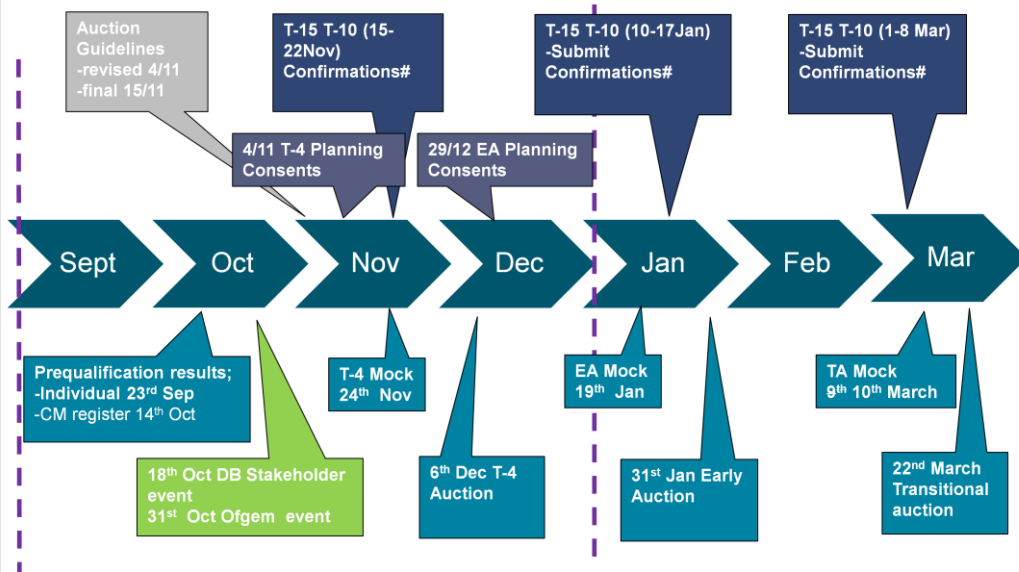 Auction
Guidelines
-revised 4/11
-final 15/11
T-15 T-10 (15-
22Nov)
Confirmations#
T-15 T-10 (10-17Jan)
-Submit
Confirmations#
T-15 T-10 (1-8 Mar)
-Submit
Confirmations#
4/11 T-4 Planning
Consents
29/12 EA Planning
Consents
Sept
Oct
Nov
Dec
Jan
Feb
Mar
Prequalification results;
-Individual 23rd Sep
-CM register 14th Oct
T-4 Mock
24th Nov
EA Mock
19th Jan
TA Mock
9th 10th March
18th Oct DB Stakeholder
event
31st Oct Ofgem event
6th Dec T-4
Auction
31st Jan Early
Auction
22nd March
Transitional
auction